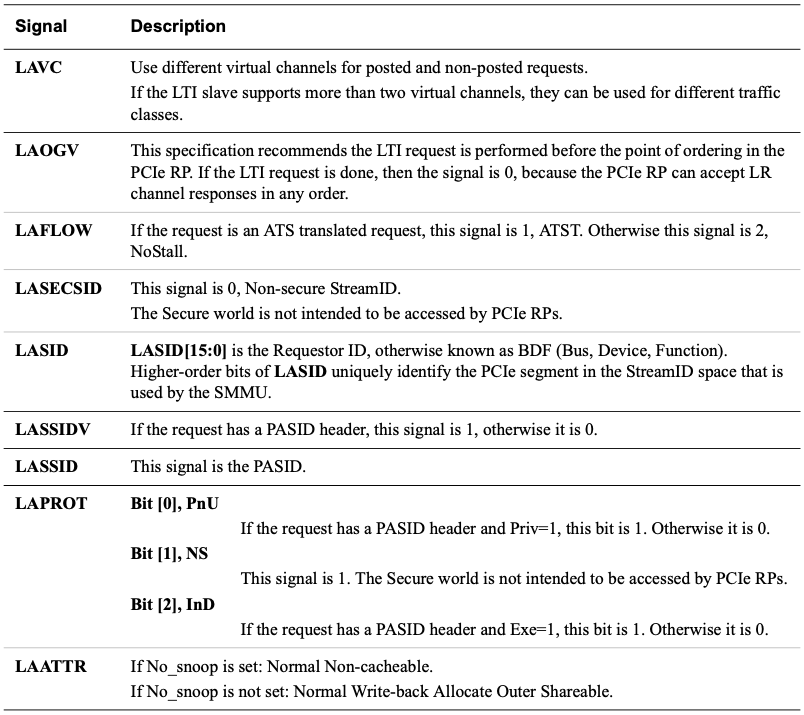 Signal Description
LAVC Use different virtual channels for posted and non-posted requests.
If the LTI slave supports more than two virtual channels, they can be used for different traffic
classes.
LAOGV This specification recommends the LTI request is performed before the point of ordering in the
PCIe RP. If the LTI request is done, then the signal is 0, because the PCIe RP can accept LR
channel responses in any order.
LAFLOW If the request is an ATS translated request, this signal is 1, ATST. Otherwise this signal is 2,
NoStall.
LASECSID This signal is 0, Non-secure StreamID.
The Secure world is not intended to be accessed by PCIe RPs.
LASID LASID[15:0] is the Requestor ID, otherwise known as BDF (Bus, Device, Function).
Higher-order bits of LASID uniquely identify the PCIe segment in the StreamID space that is
used by the SMMU.
LASSIDV If the request has a PASID header, this signal is 1, otherwise it is 0.
LASSID This signal is the PASID.
LAPROT Bit [0], PnU
If the request has a PASID header and Priv=1, this bit is 1. Otherwise it is 0.
Bit [1], NS
This signal is 1. The Secure world is not intended to be accessed by PCIe RPs.
Bit [2], InD
If the request has a PASID header and Exe=1, this bit is 1. Otherwise it is 0.
LAATTR If No_snoop is set: Normal Non-cacheable.
If No_snoop is not set: Normal Write-back Allocate Outer Shareable.